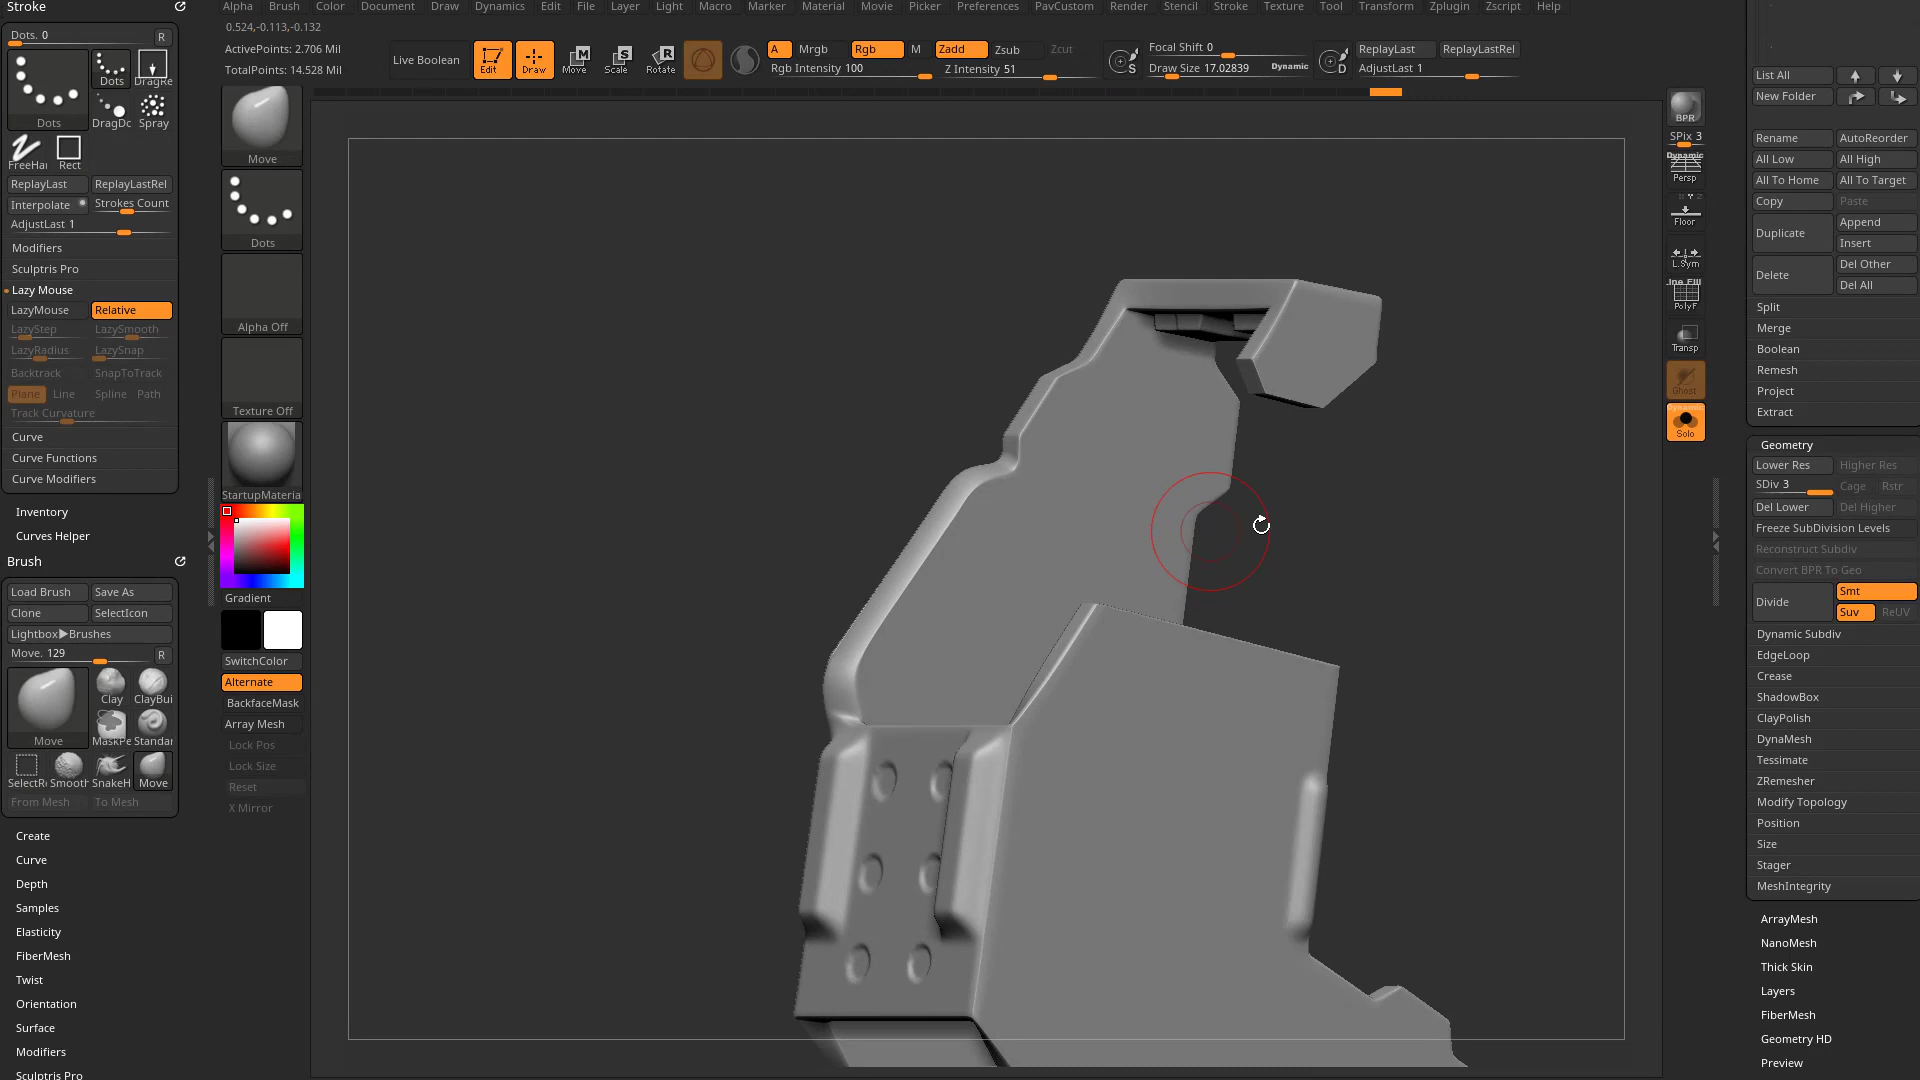 Stroke
Alpha Brush Color Document Draw Dynamics Edit File Layer Light Macro Marker Material Movie Picker Preferences PavCustom Render Stencil Stroke Texture Tool Transform Zplugin Zscript Help
0.524,-0.113,-0.132
Dots. 0
R
ActivePoints: 2.706 Mil
TotalPoints: 14.528 Mil
Live Boolean
Edit
Draw
Move
Scale
Rotate
A
Mrgb
Rgb
M
Zadd
Zsub
Zcut
Rgb Intensity 100
Z Intensity 51
S
Focal Shift 0
Draw Size 17.02839
Dynamic
D
ReplayLast
ReplayLastRel
AdjustLast 1
Dots
Dots
DragRe
DragDo
Spray
FreeHan
Rect
ReplayLast
ReplayLastRel
Interpolate
Strokes Count
AdjustLast 1
Modifiers
Sculptris Pro
Lazy Mouse
LazyMouse
Relative
LazyStep
LazySmooth
LazyRadius
LazySnap
Backtrack
SnapToTrack
Plane
Line
Spline
Path
Track Curvature
Curve
Curve Functions
Curve Modifiers
Inventory
Curves Helper
Brush
Load Brush
Save As
Clone
SelectIcon
Lightbox▶Brushes
Move. 129
R
Move
Clay
ClayBui
MaskPe
Standar
SelectRe
Smooth
SnakeH
Move
From Mesh
To Mesh
Create
Curve
Depth
Samples
Elasticity
FiberMesh
Twist
Orientation
Surface
Modifiers
Sculptris Pro
Move
Dots
Alpha Off
Texture Off
StartupMateria
Gradient
SwitchColor
Alternate
BackfaceMask
Array Mesh
Lock Pos
Lock Size
Reset
X Mirror
BPR
SPix 3
Dynamic
Persp
Floor
L.Sym
Line Fill
PolyF
Transp
Ghost
Dynamic
Solo
List All
New Folder
Rename
AutoReorder
All Low
All High
All To Home
All To Target
Copy
Paste
Duplicate
Append
Insert
Delete
Del Other
Del All
Split
Merge
Boolean
Remesh
Project
Extract
Geometry
Lower Res
Higher Res
SDiv 3
Cage
Rstr
Del Lower
Del Higher
Freeze SubDivision Levels
Reconstruct Subdiv
Convert BPR To Geo
Divide
Smt
Suv
ReUV
Dynamic Subdiv
EdgeLoop
Crease
ShadowBox
ClayPolish
DynaMesh
Tessimate
ZRemesher
Modify Topology
Position
Size
Stager
MeshIntegrity
ArrayMesh
NanoMesh
Thick Skin
Layers
FiberMesh
Geometry HD
Preview